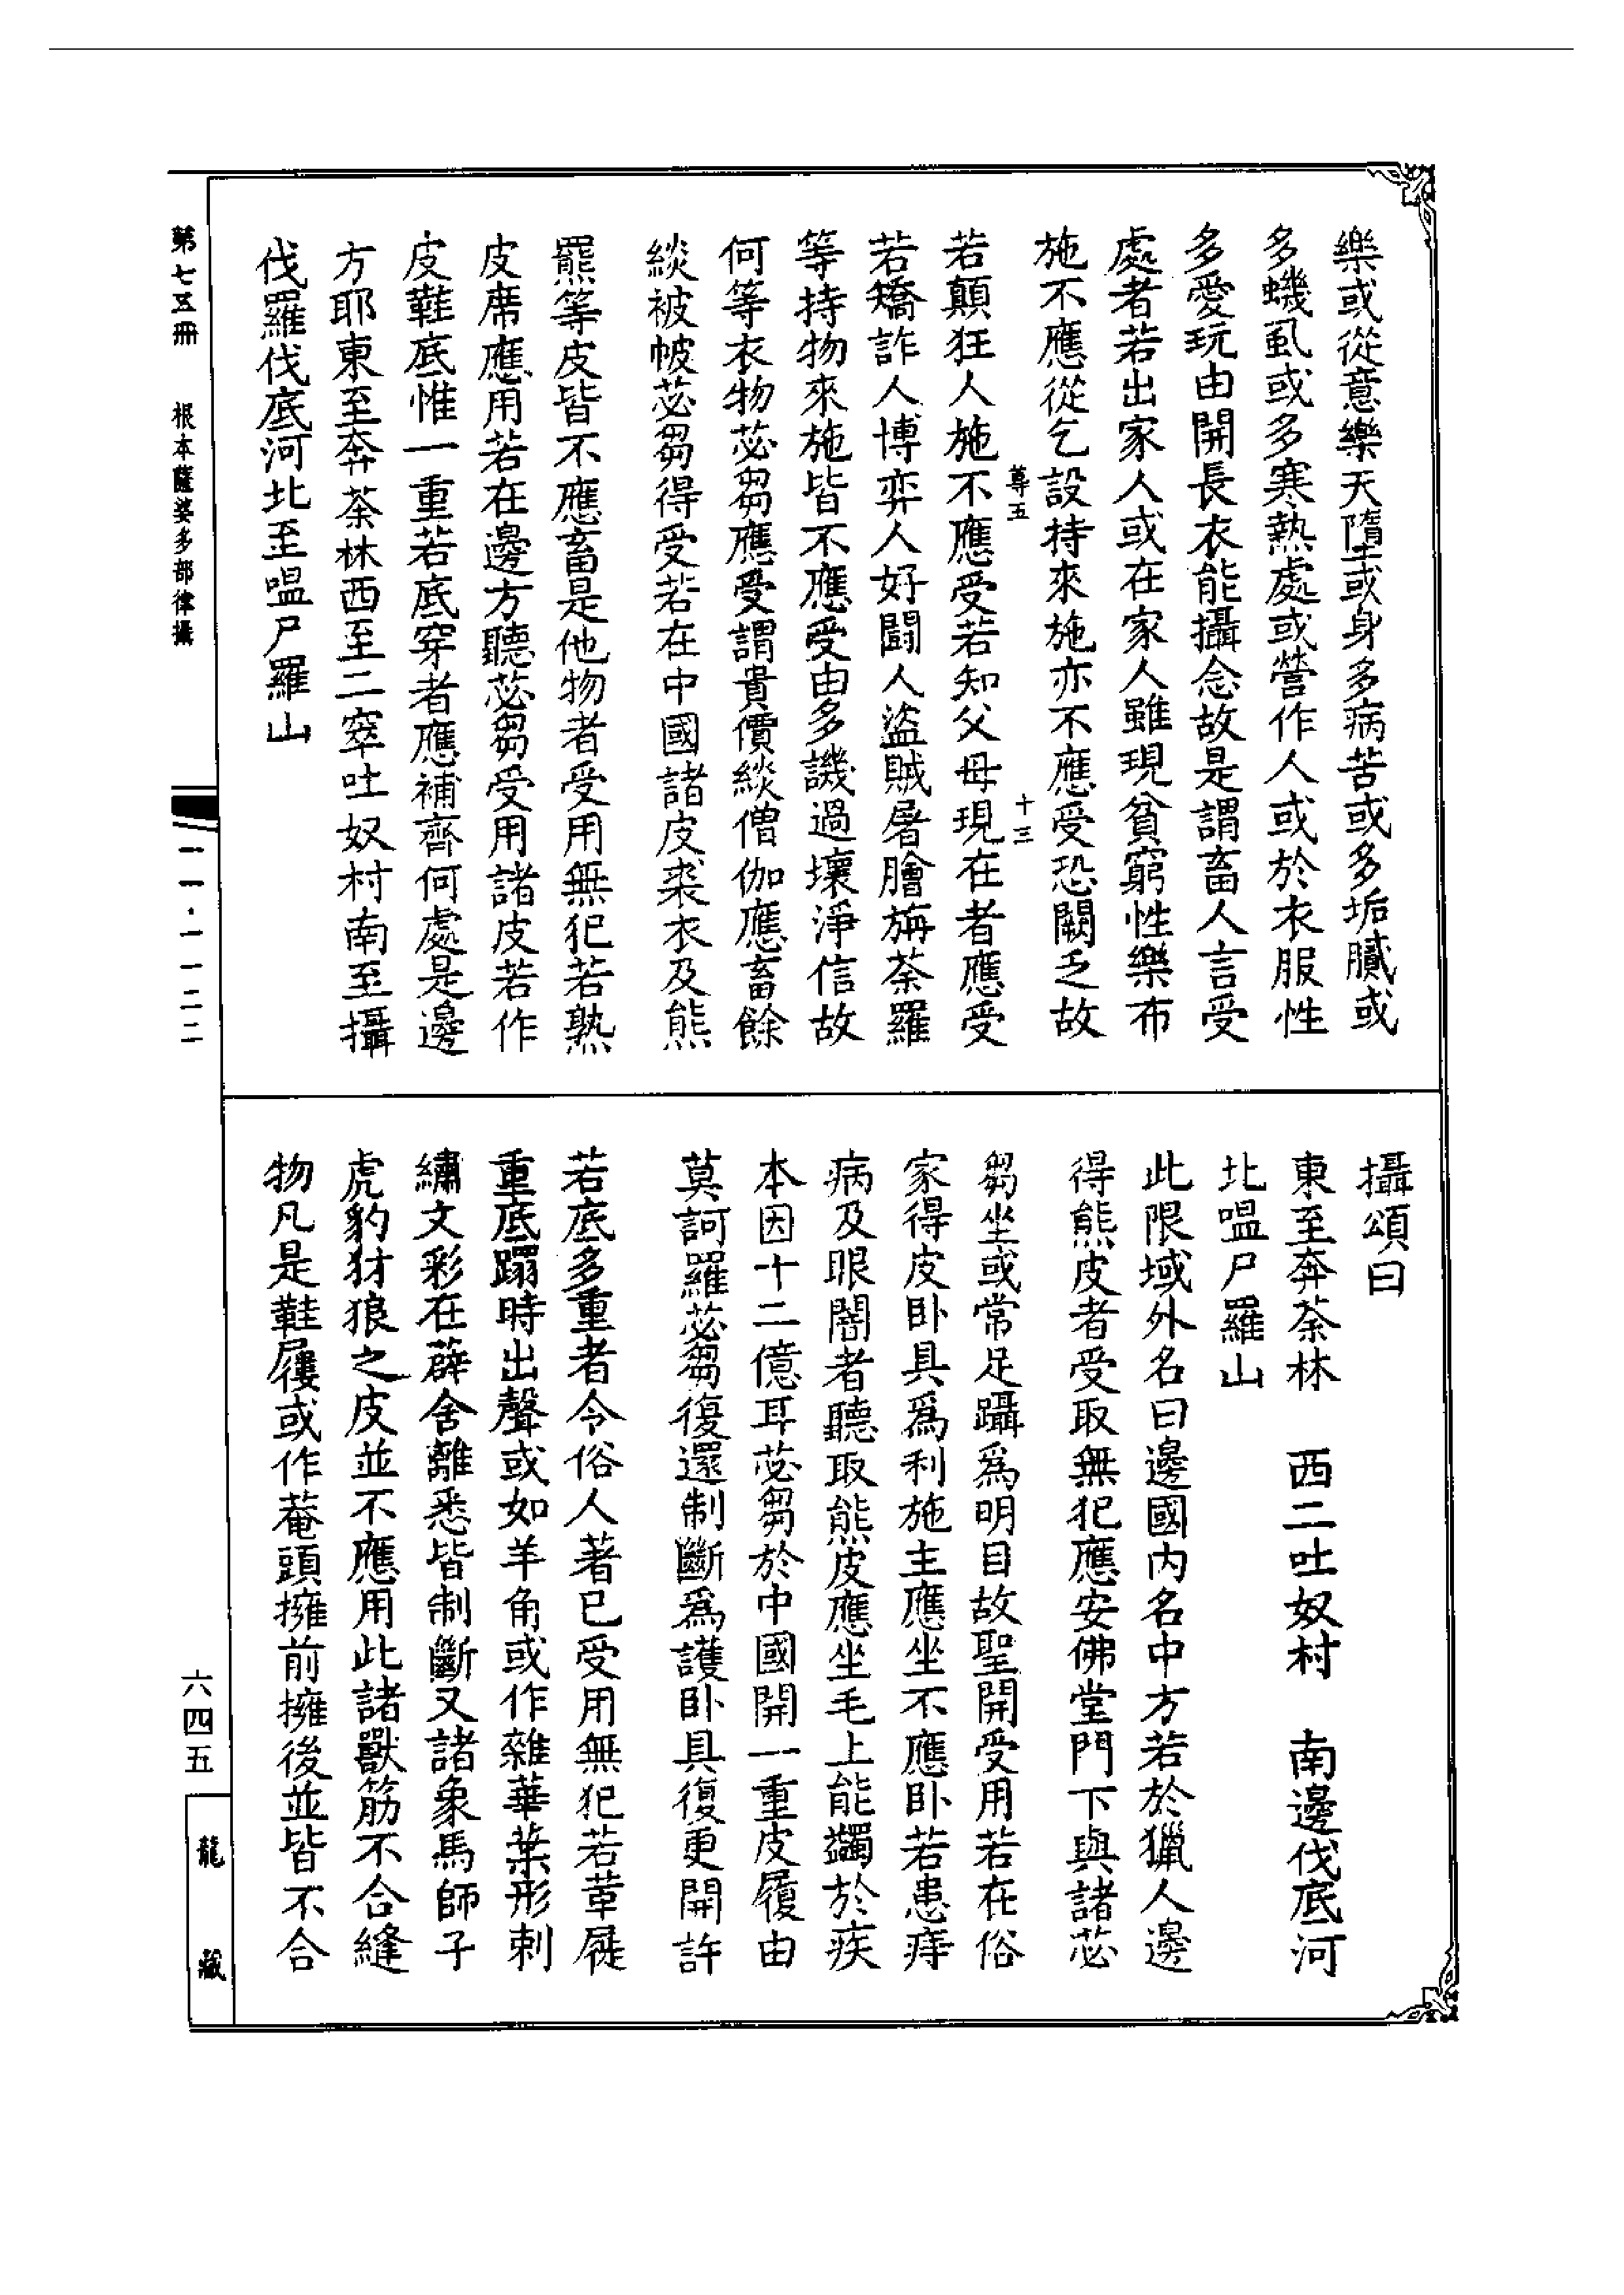 樂或從意樂天墮或身多病苦或多垢膩或
多蟣虱或多寒熱處或營作人或於衣服性
多愛玩由開長衣能攝念故是謂畜人言受
處者若出家人或在家人雖現貧窮性樂布
施不應從乞設持來施亦不應受恐闕乏故
尊五 十三
若顛狂人施不應受若知父母現在者應受
若矯詐人博弈人好鬪人盜賊屠膾旃荼羅
等持物來施皆不應受由多譏過壞淨信故
何等衣物苾芻應受謂貴價緂僧伽應畜餘
緂被帔苾芻得受若在中國諸皮裘衣及熊
羆等皮皆不應畜是他物者受用無犯若熟
皮席應用若在邊方聽苾芻受用諸皮若作
皮鞋底惟一重若底穿者應補齊何處是邊
方耶東至奔荼林西至二窣吐奴村南至攝
伐羅伐底河北至嗢尸羅山
攝頌曰
東至奔荼林 西二吐奴村 南邊伐底河
北嗢尸羅山
此限域外名曰邊國內名中方若於獵人邊
得熊皮者受取無犯應安佛堂門下與諸苾
芻坐或常足躡為明目故聖開受用若在俗
家得皮臥具為利施主應坐不應臥若患痔
病及眼闇者聽取熊皮應坐毛上能蠲於疾
本因十二億耳苾芻於中國開一重皮履由
莫訶羅苾芻復還制斷為護臥具復更開許
若底多重者令俗人著已受用無犯若革屣
重底躧時出聲或如羊角或作雜華葉形刺
繡文彩在薜舍離悉皆制斷又諸象馬師子
虎豹犲狼之皮並不應用此諸獸筋不合縫
物凡是鞋屨或作菴頭擁前擁後並皆不合
第七五冊 根本薩婆多部律攝
一一·一一二二
六四五
龍藏